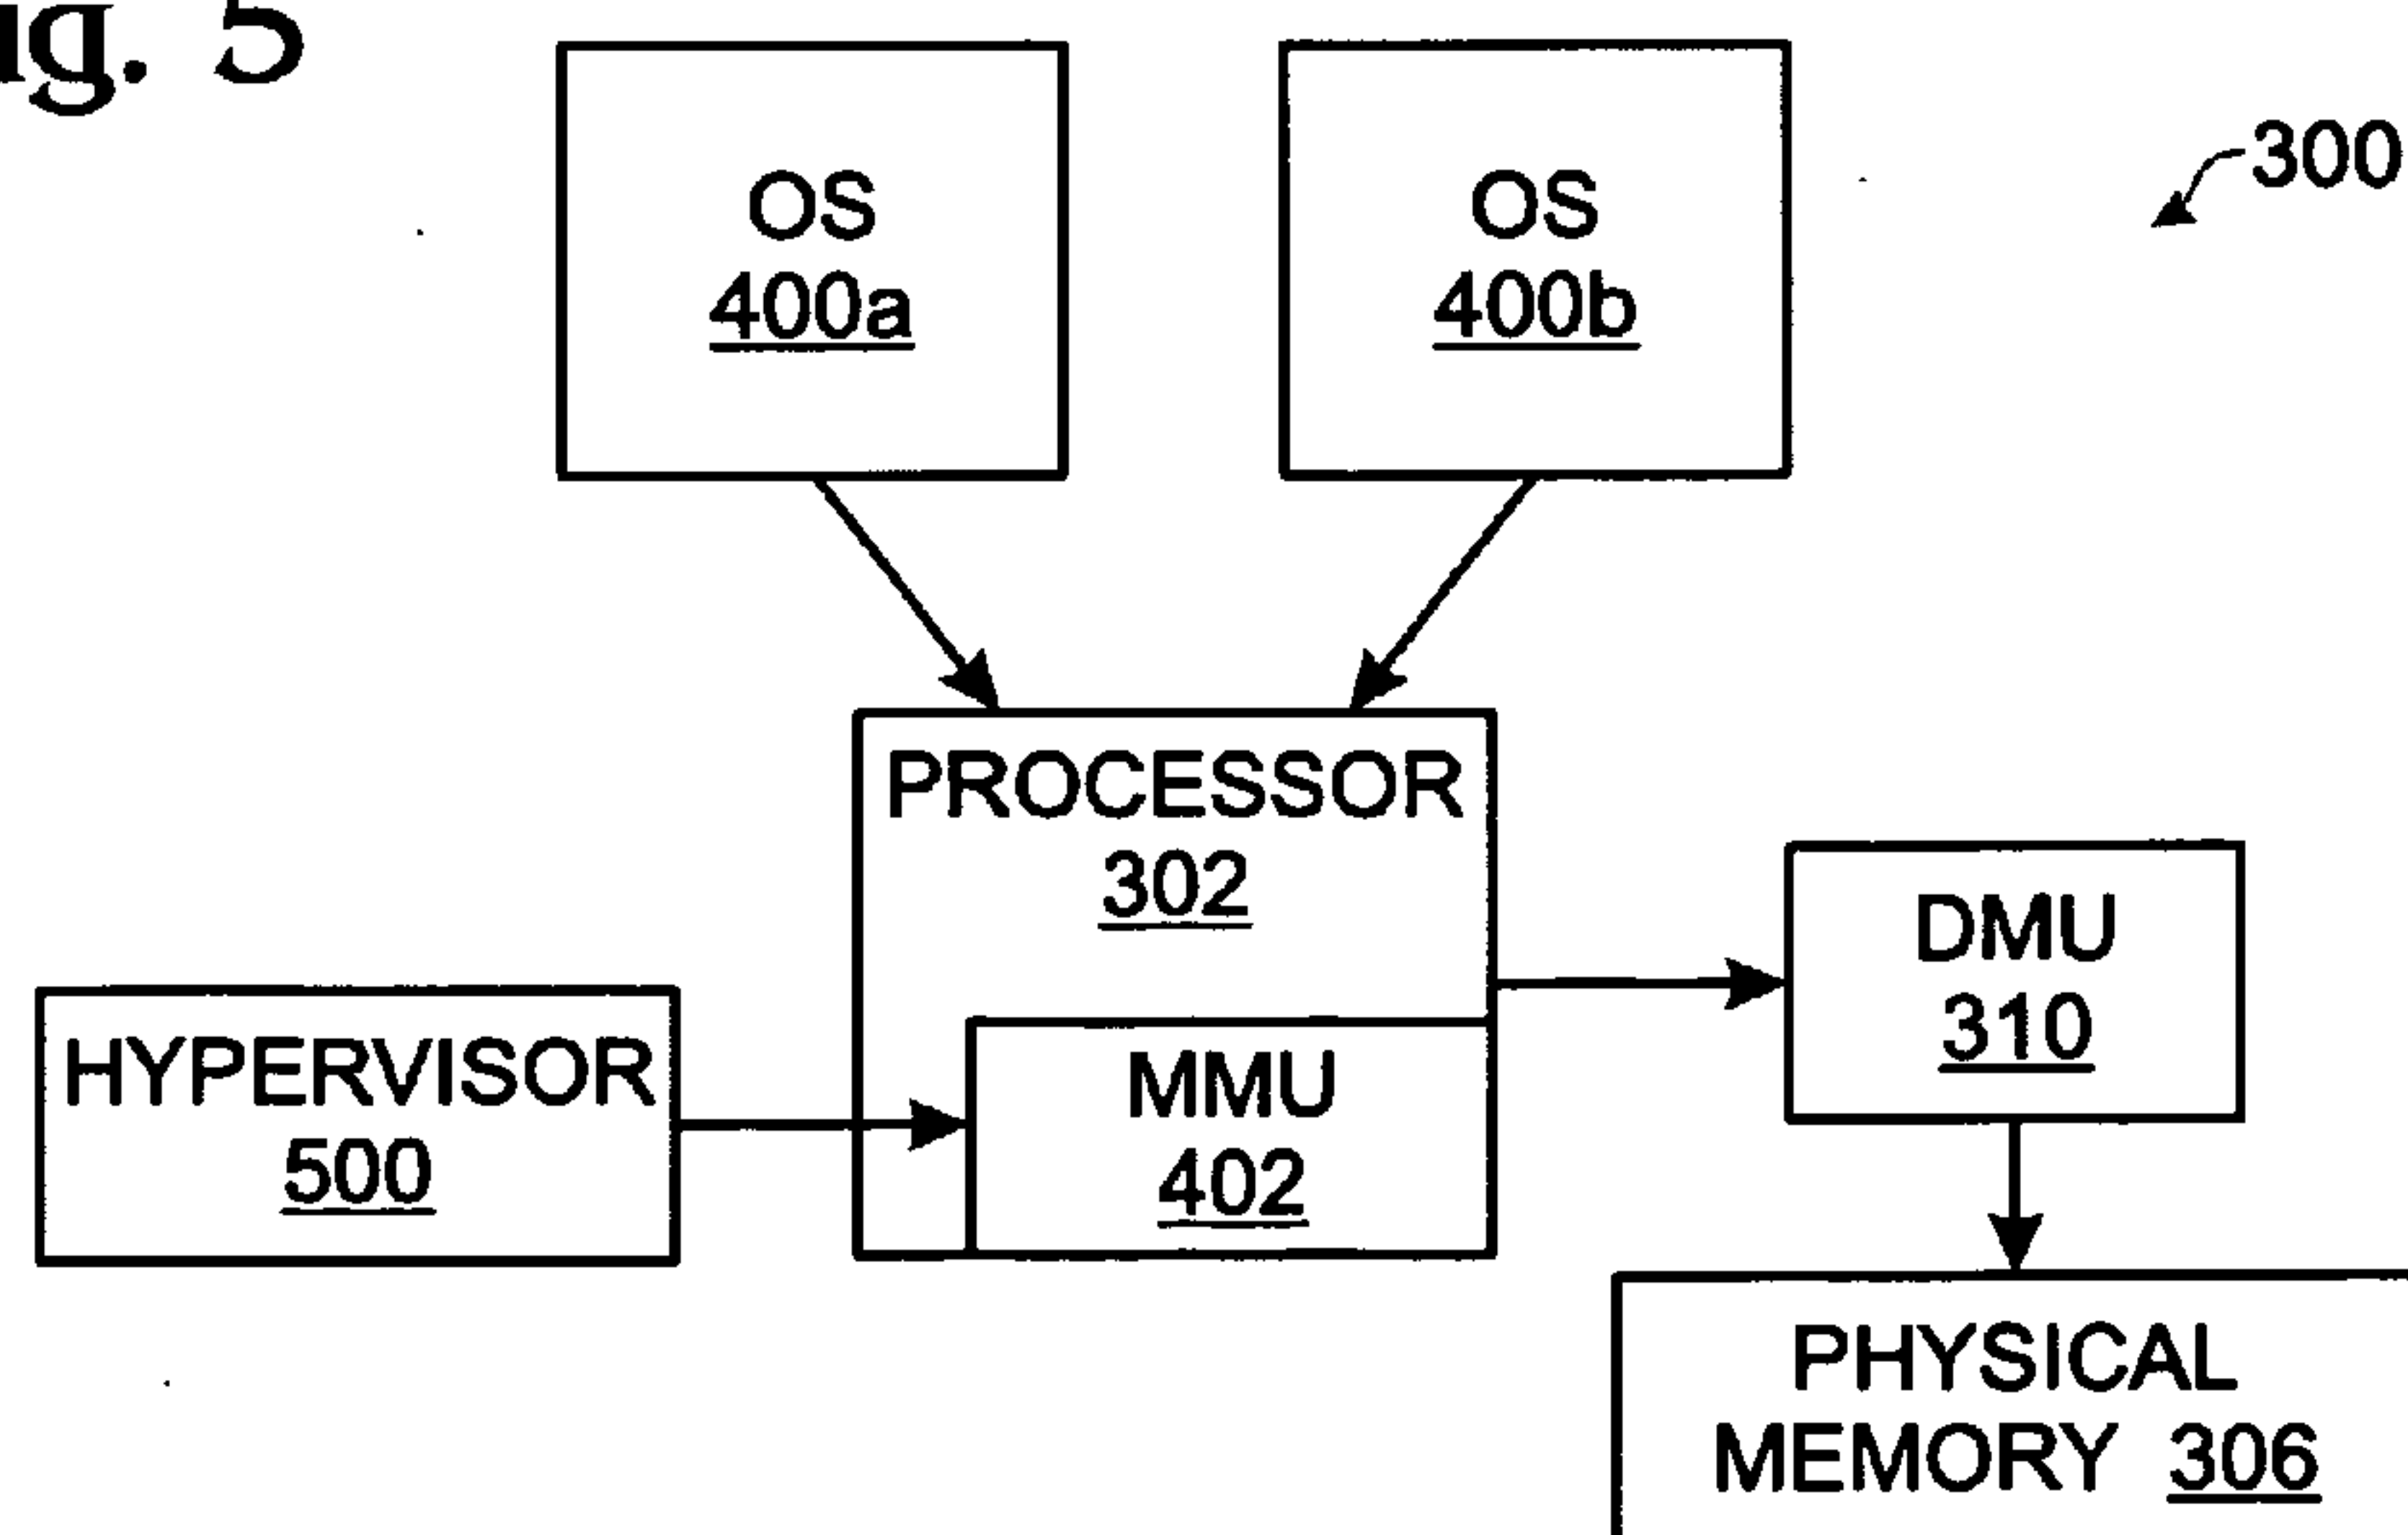 ig. 5
OS
400a
OS
400b
300
PROCESSOR
302
DMU
310
HYPERVISOR
500
MMU
402
PHYSICAL
MEMORY 306